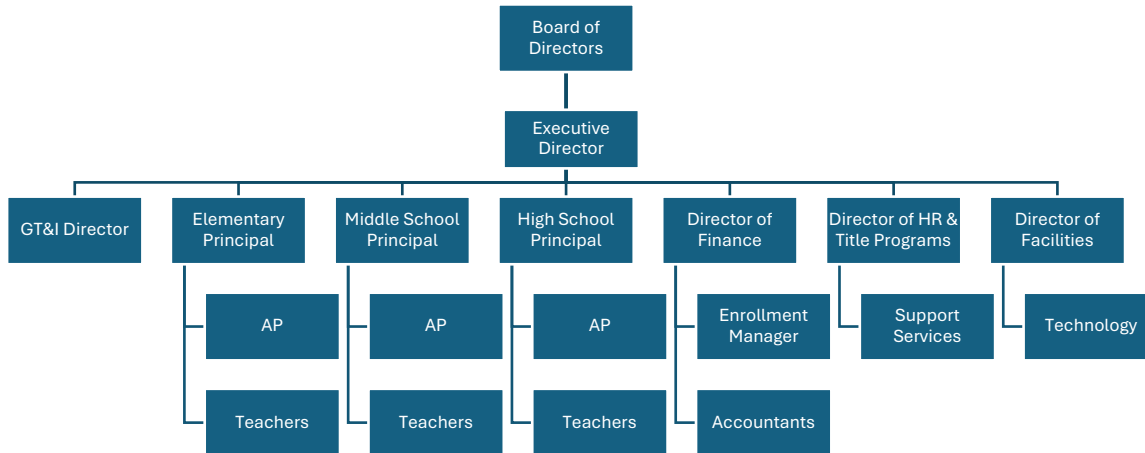 Board of
Directors
Executive
Director
GT&I Director
Elementary
Principal
Middle School
Principal
High School
Principal
Director of
Finance
Director of HR &
Title Programs
Director of
Facilities
AP
AP
AP
Enrollment
Manager
Support
Services
Technology
Teachers
Teachers
Teachers
Accountants